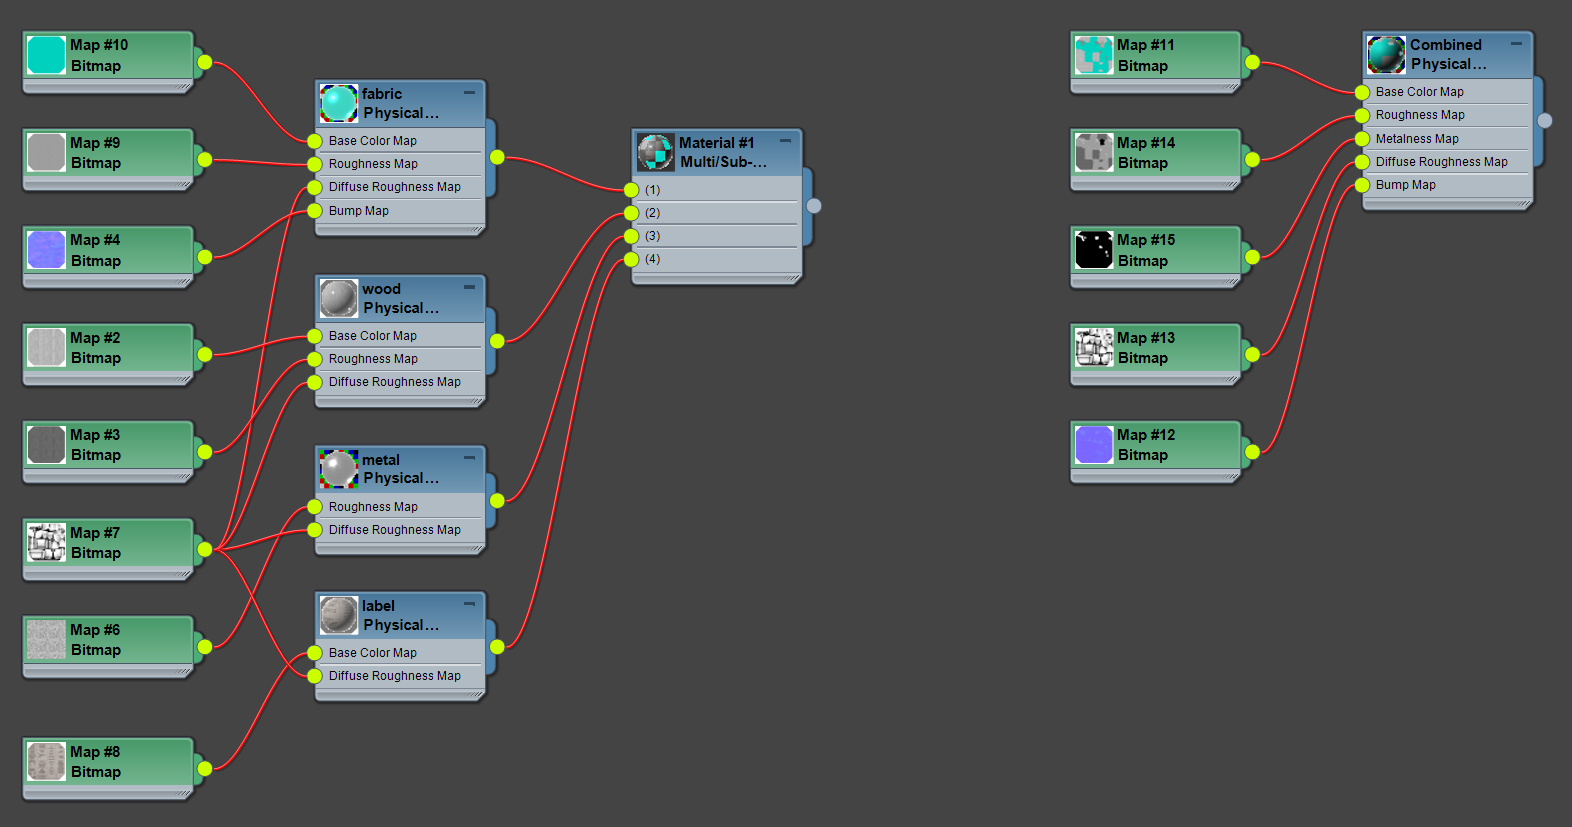 Map #10
Bitmap
Map #9
Bitmap
Map #4
Bitmap
Map #2
Bitmap
Map #3
Bitmap
Map #7
Bitmap
Map #6
Bitmap
Map #8
Bitmap
fabric
Physical...
Base Color Map
Roughness Map
Diffuse Roughness Map
Bump Map
wood
Physical...
Base Color Map
Roughness Map
Diffuse Roughness Map
metal
Physical...
Roughness Map
Diffuse Roughness Map
label
Physical...
Base Color Map
Diffuse Roughness Map
Material #1
Multi/Sub-...
(1)
(2)
(3)
(4)
Map #11
Bitmap
Map #14
Bitmap
Map #15
Bitmap
Map #13
Bitmap
Map #12
Bitmap
Combined
Physical...
Base Color Map
Roughness Map
Metalness Map
Diffuse Roughness Map
Bump Map